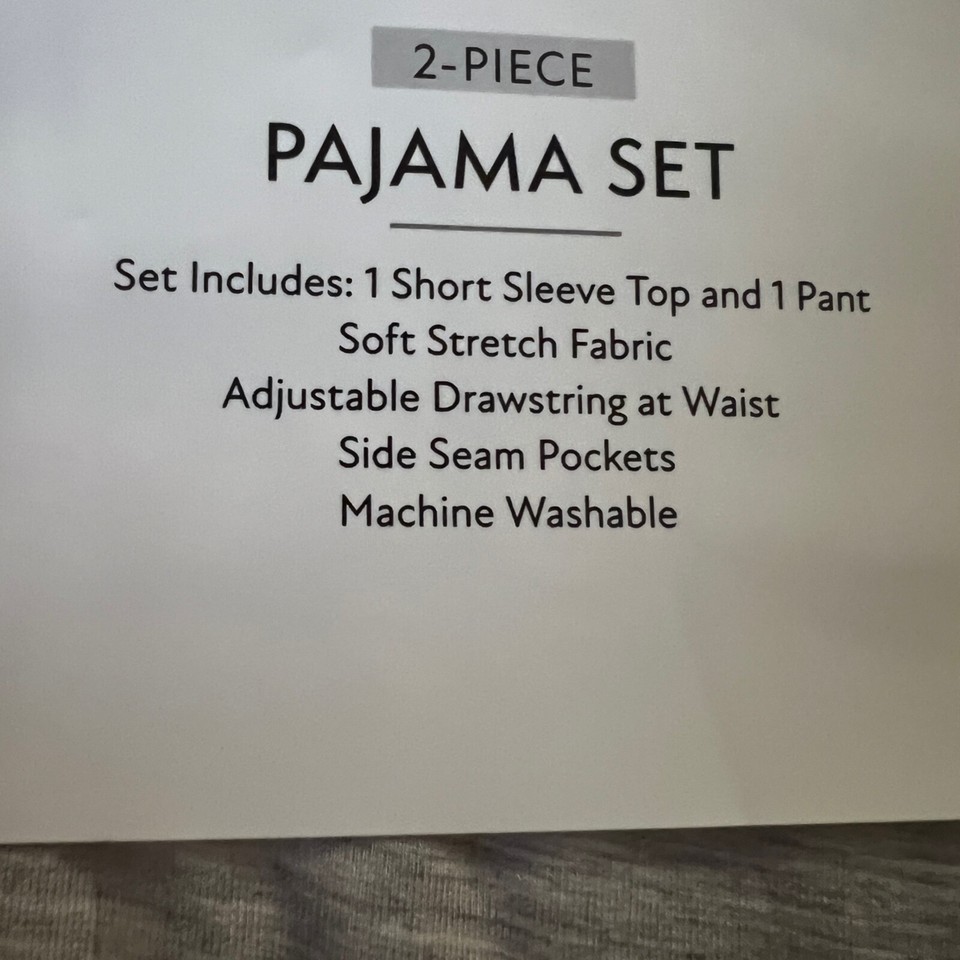 2-PIECE
PAJAMA SET
Set Includes: 1 Short Sleeve Top and 1 Pant
Soft Stretch Fabric
Adjustable Drawstring at Waist
Side Seam Pockets
Machine Washable